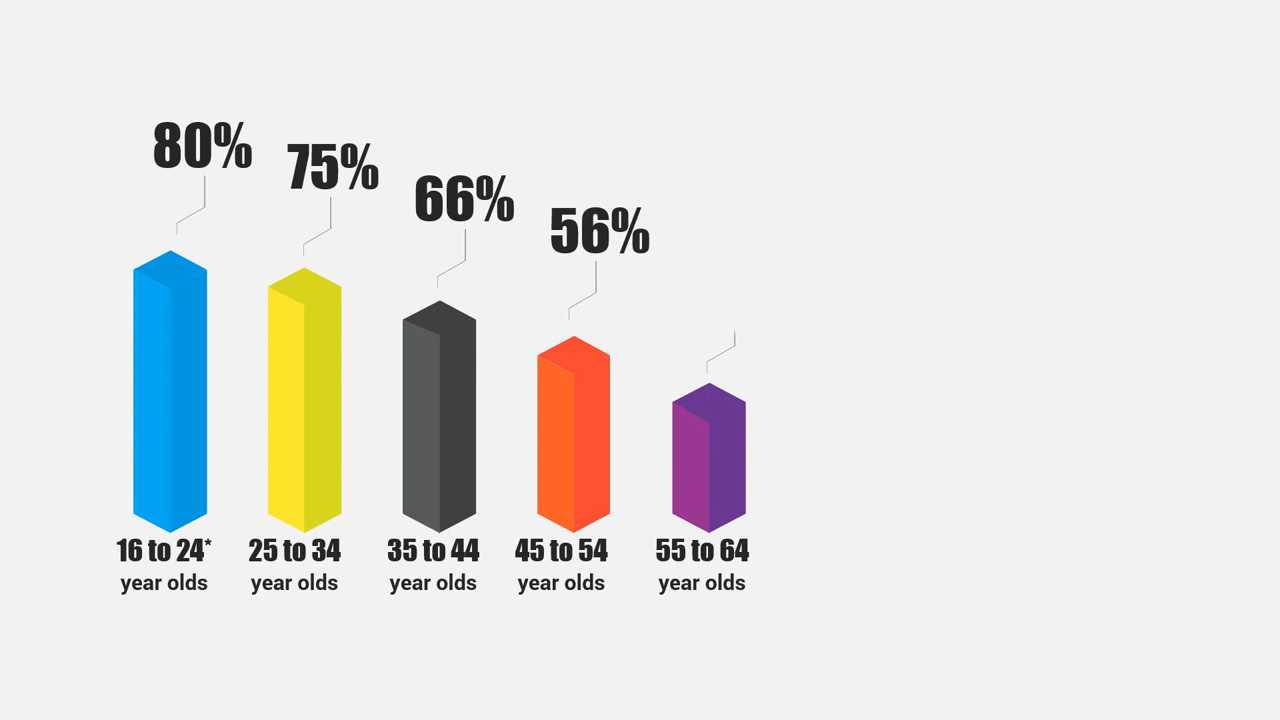 80%
75%
66%
56%
16 to 24*
year olds
25 to 34
year olds
35 to 44
year olds
45 to 54
year olds
55 to 64
year olds